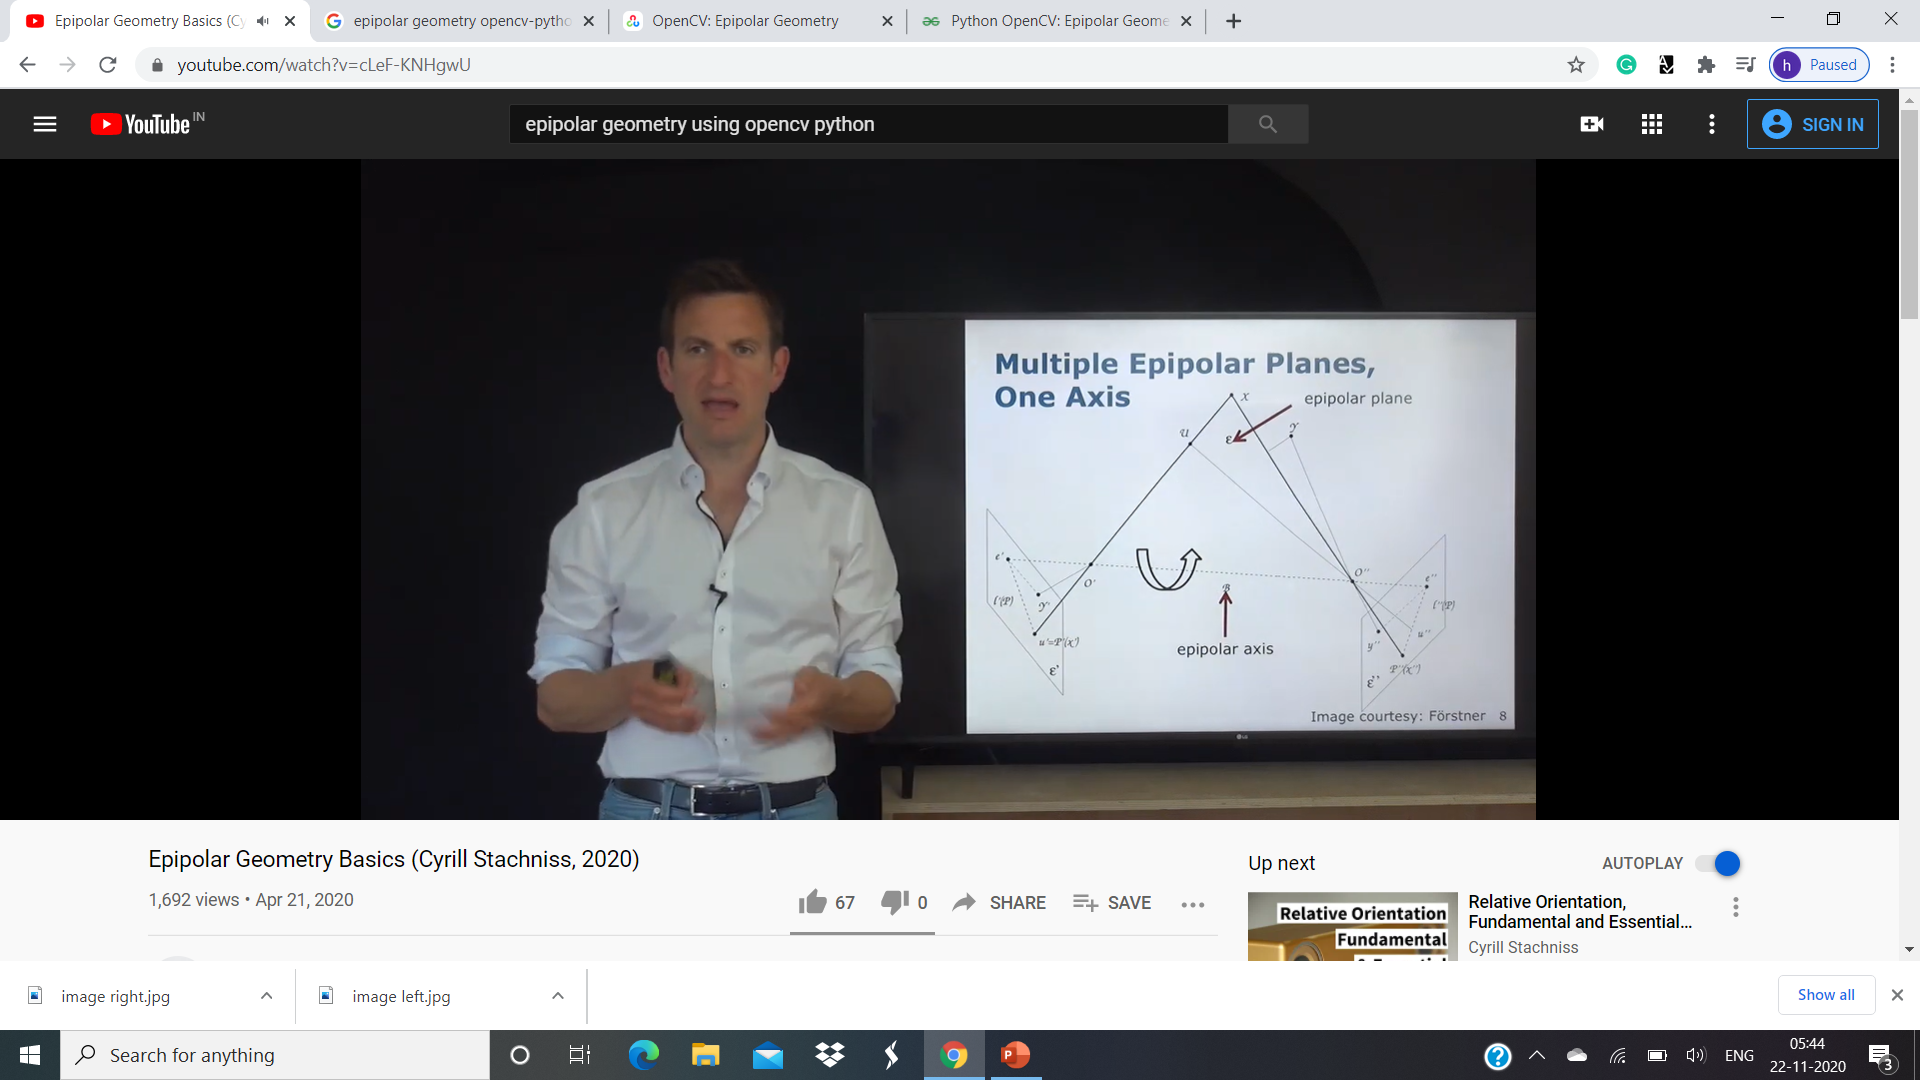 Epipolar Geometry Basics (Cy
epipolar geometry opencv-pytho
OpenCV: Epipolar Geometry
Python OpenCV: Epipolar Geome
youtube.com/watch?v=cLeF-KNHgwU
h Paused
YouTube IN
epipolar geometry using opencv python
SIGN IN
Multiple Epipolar Planes,
One Axis
epipolar plane
epipolar axis
Image courtesy: Förstner 8
LG
Epipolar Geometry Basics (Cyrill Stachniss, 2020)
1,692 views • Apr 21, 2020
67
0
SHARE
SAVE
Up next
AUTOPLAY
Relative Orientation
Fundamental
& Essential
Relative Orientation,
Fundamental and Essential...
Cyrill Stachniss
image right.jpg
image left.jpg
Show all
Search for anything
ENG
05:44
22-11-2020
3